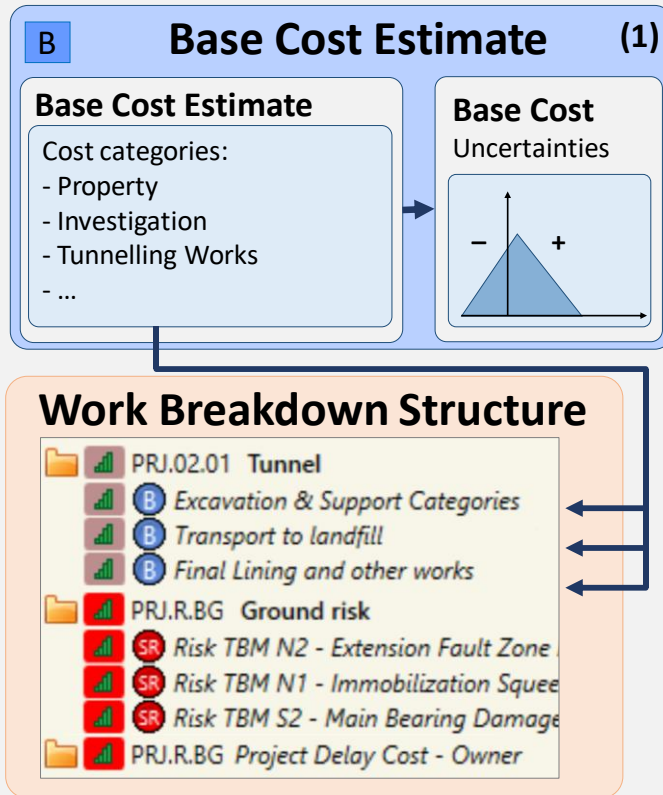 B
Base Cost Estimate
(1)
Base Cost Estimate
Cost categories:
- Property
- Investigation
- Tunnelling Works
- ...
Base Cost
Uncertainties
– +
Work Breakdown Structure
PRJ.02.01 Tunnel
B Excavation & Support Categories
B Transport to landfill
B Final Lining and other works
PRJ.R.BG Ground risk
SR Risk TBM N2 - Extension Fault Zone
SR Risk TBM N1 - Immobilization Squee
SR Risk TBM S2 - Main Bearing Damage
PRJ.R.BG Project Delay Cost - Owner